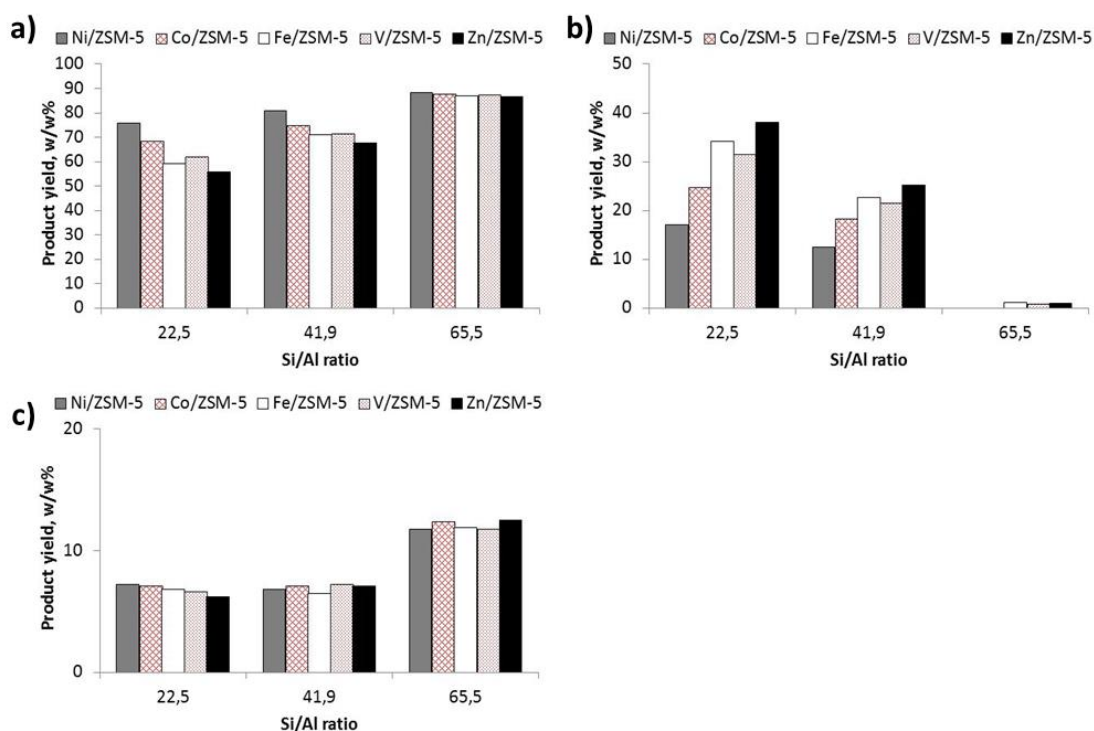 a)
Ni/ZSM-5 Co/ZSM-5 Fe/ZSM-5 V/ZSM-5 Zn/ZSM-5
Product yield, w/w%
100
90
80
70
60
50
40
30
20
10
0
22,5 41,9 65,5
Si/Al ratio
b)
Ni/ZSM-5 Co/ZSM-5 Fe/ZSM-5 V/ZSM-5 Zn/ZSM-5
Product yield, w/w%
50
40
30
20
10
0
22,5 41,9 65,5
Si/Al ratio
c)
Ni/ZSM-5 Co/ZSM-5 Fe/ZSM-5 V/ZSM-5 Zn/ZSM-5
Product yield, w/w%
20
10
0
22,5 41,9 65,5
Si/Al ratio